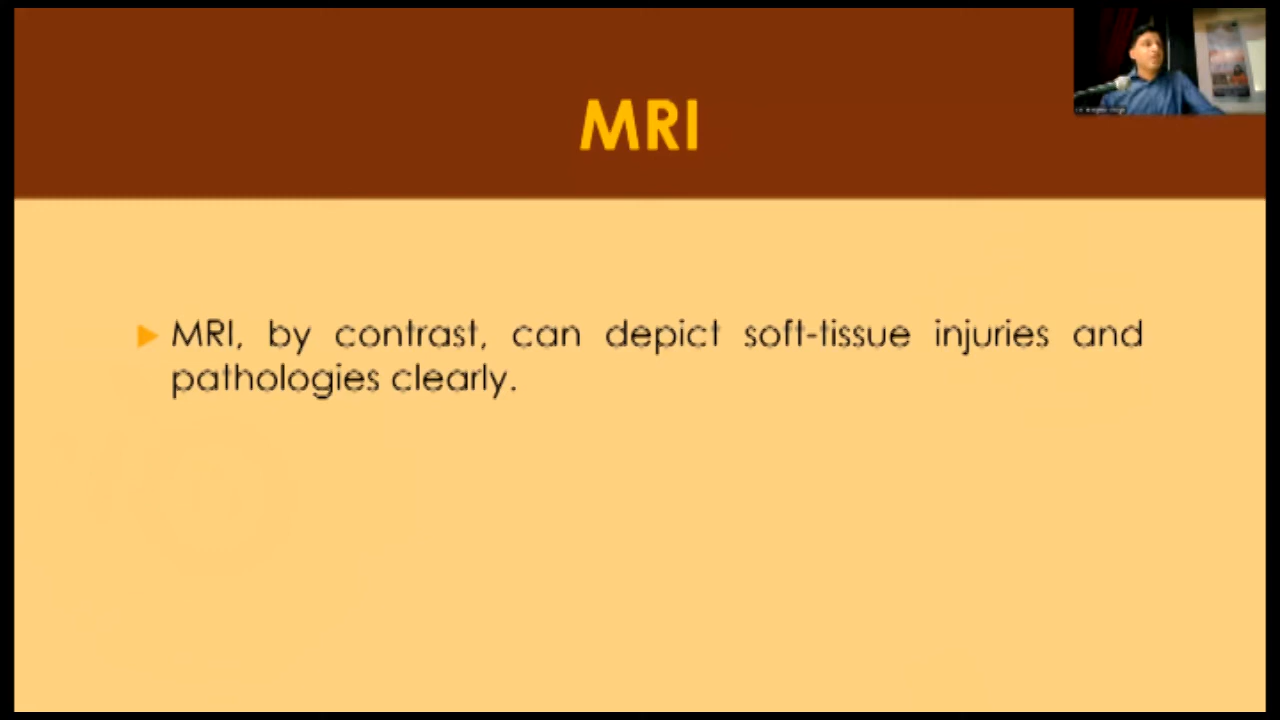 MRI
MRI, by contrast, can depict soft-tissue injuries and
pathologies clearly.